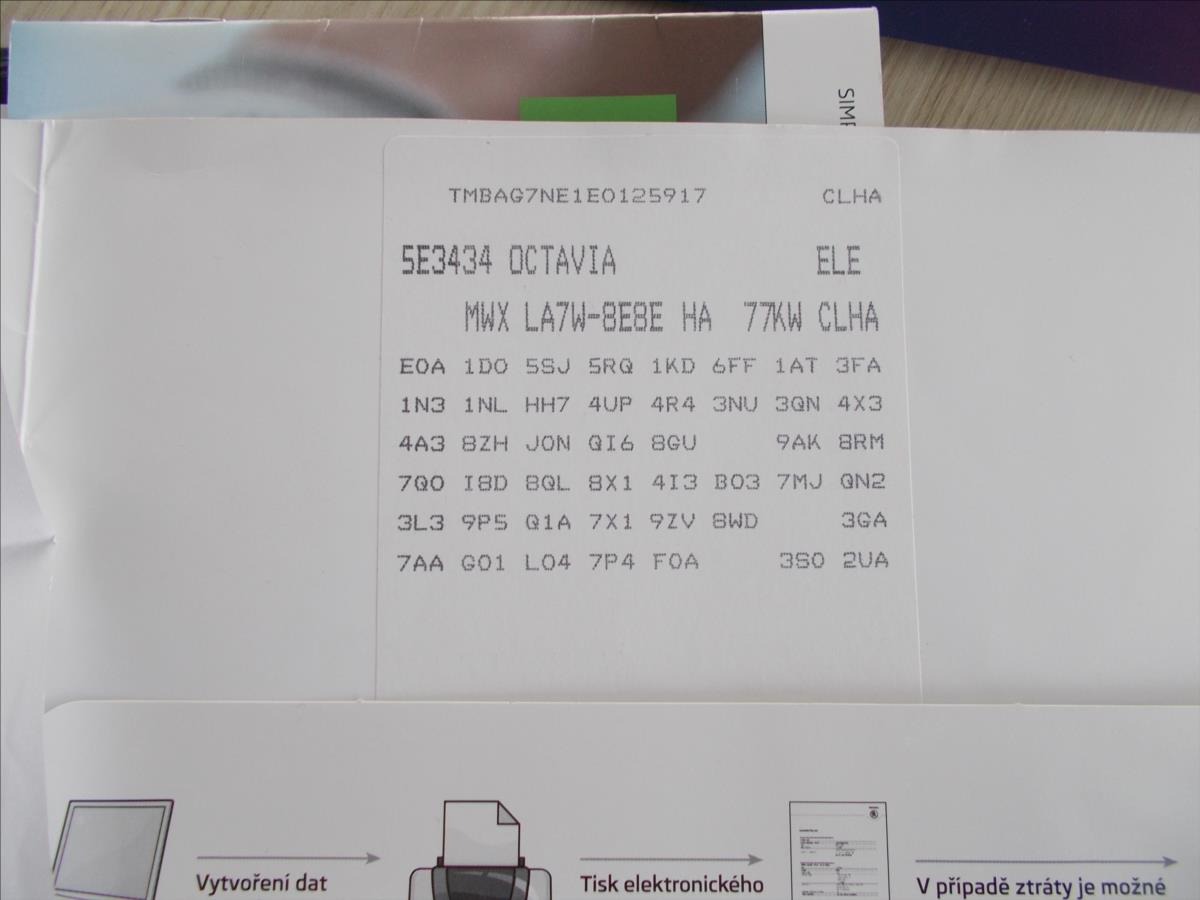 SIMP
TMBAG7NE1E0125917 CLHA
5E3434 OCTAVIA ELE
MWX LA7W-8E8E HA 77KW CLHA
E0A 1D0 5SJ 5RQ 1KD 6FF 1AT 3FA
1N3 1NL HH7 4UP 4R4 3NU 3QN 4X3
4A3 8ZH J0N QI6 8GU 9AK 8RM
7Q0 I8D 8QL 8X1 4I3 B03 7MJ QN2
3L3 9P5 Q1A 7X1 9ZV 8WD 3GA
7AA G01 L04 7P4 F0A 3S0 2UA
Vytvoření dat
Tisk elektronického
V případě ztráty je možné